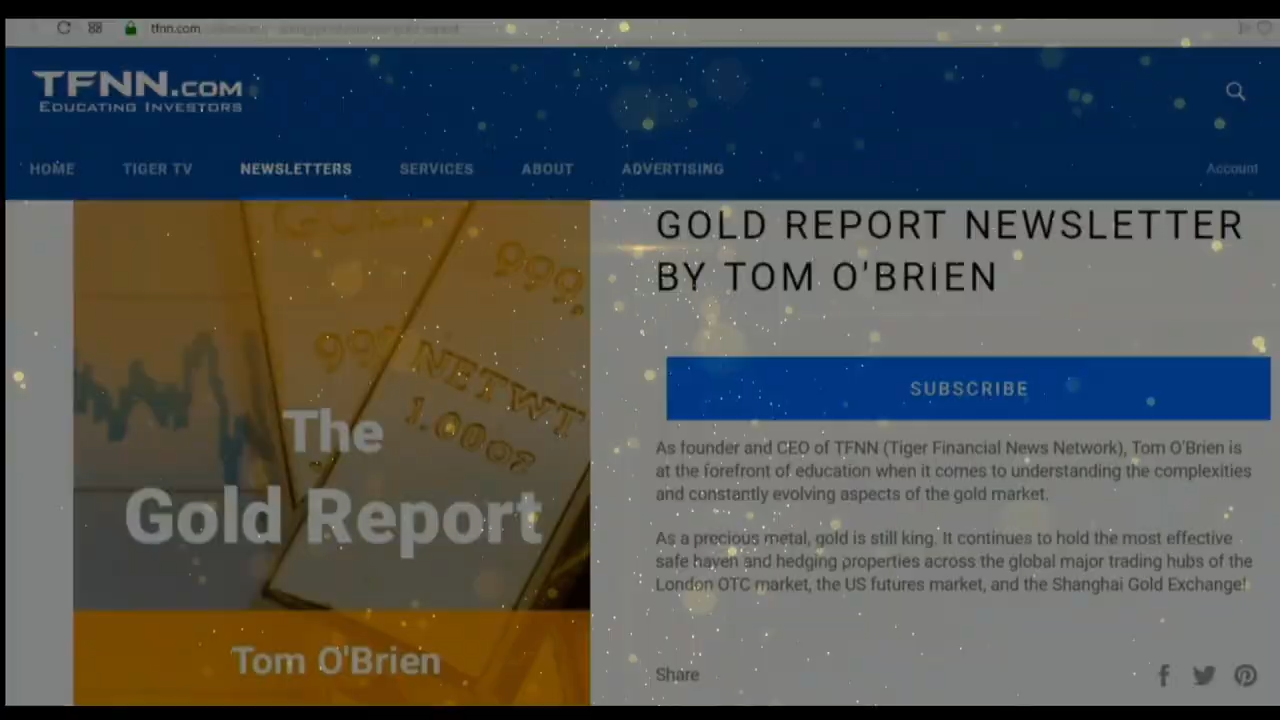 tfnn.com
TFNN.COM
EDUCATING INVESTORS
HOME TIGER TV NEWSLETTERS SERVICES ABOUT ADVERTISING Account
999,
NETWT
1.00OZ
The
Gold Report
Tom O'Brien
GOLD REPORT NEWSLETTER
BY TOM O'BRIEN
SUBSCRIBE
As founder and CEO of TFNN (Tiger Financial News Network), Tom O'Brien is
at the forefront of education when it comes to understanding the complexities
and constantly evolving aspects of the gold market.
As a precious metal, gold is still king. It continues to hold the most effective
safe haven and hedging properties across the global major trading hubs of the
London OTC market, the US futures market, and the Shanghai Gold Exchange!
Share